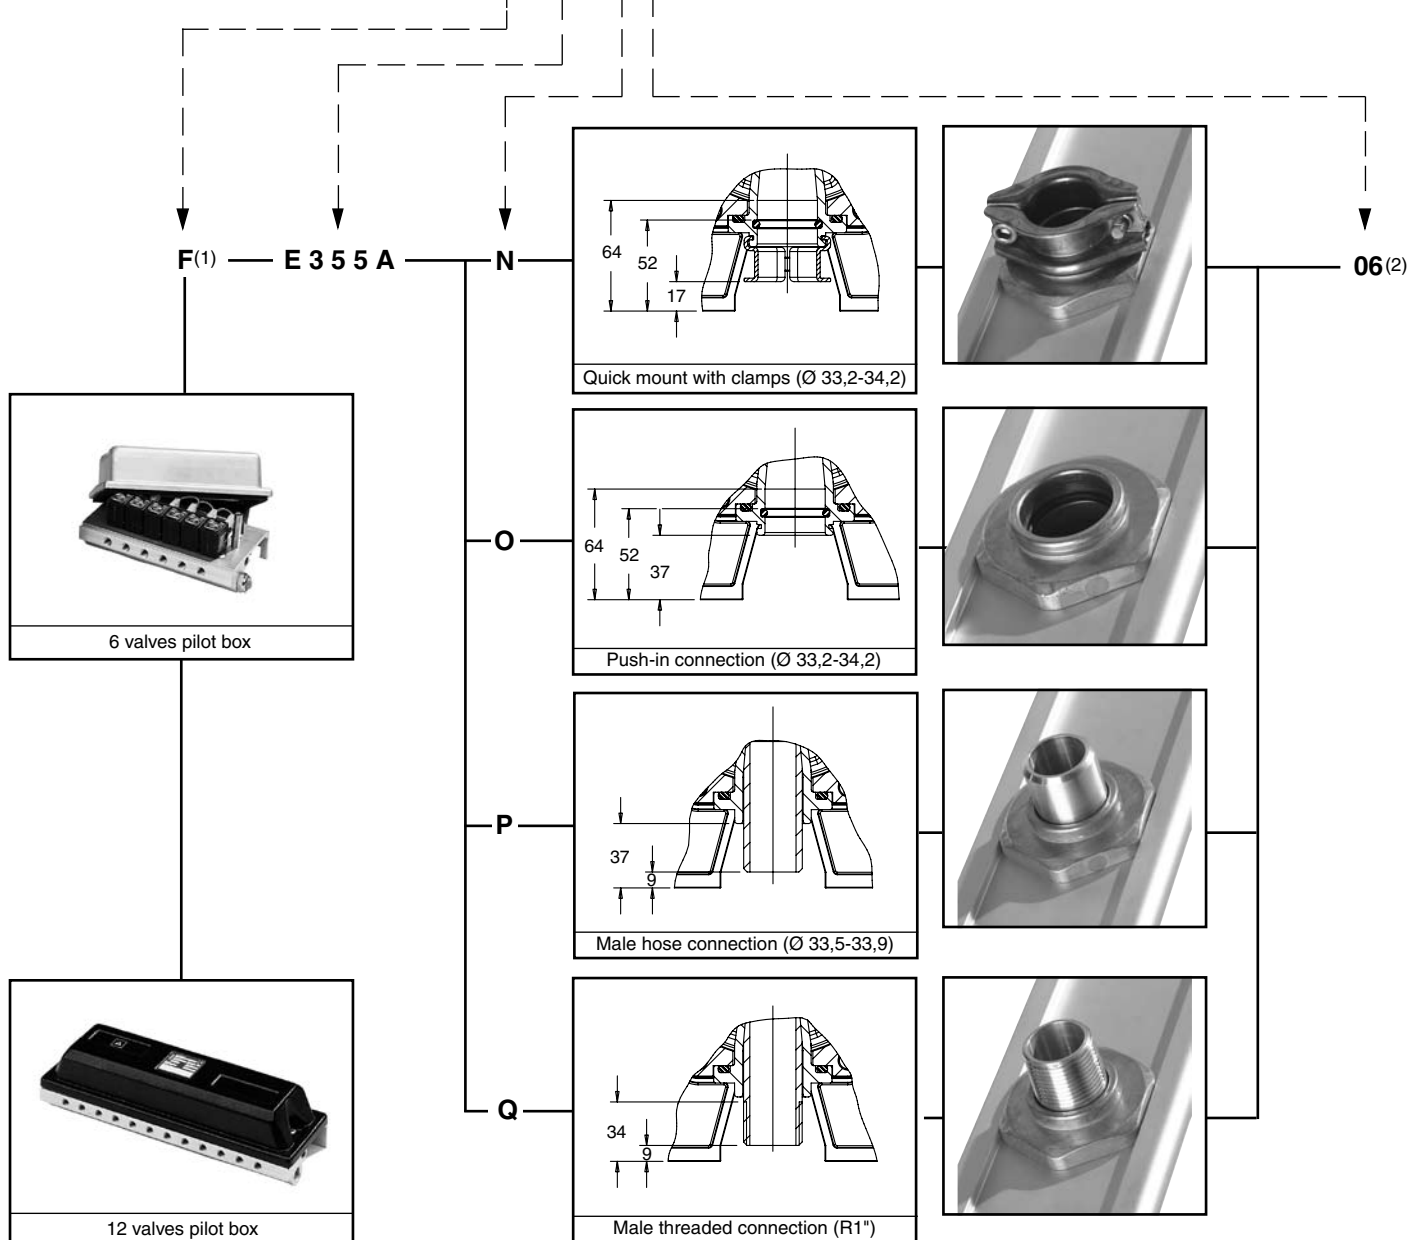 F(1) E 3 5 5 A N 06(2)
64
52
17
Quick mount with clamps (Ø 33,2-34,2)
O
64
52
37
Push-in connection (Ø 33,2-34,2)
6 valves pilot box
P
37
9
Male hose connection (Ø 33,5-33,9)
Q
34
9
Male threaded connection (R1")
12 valves pilot box